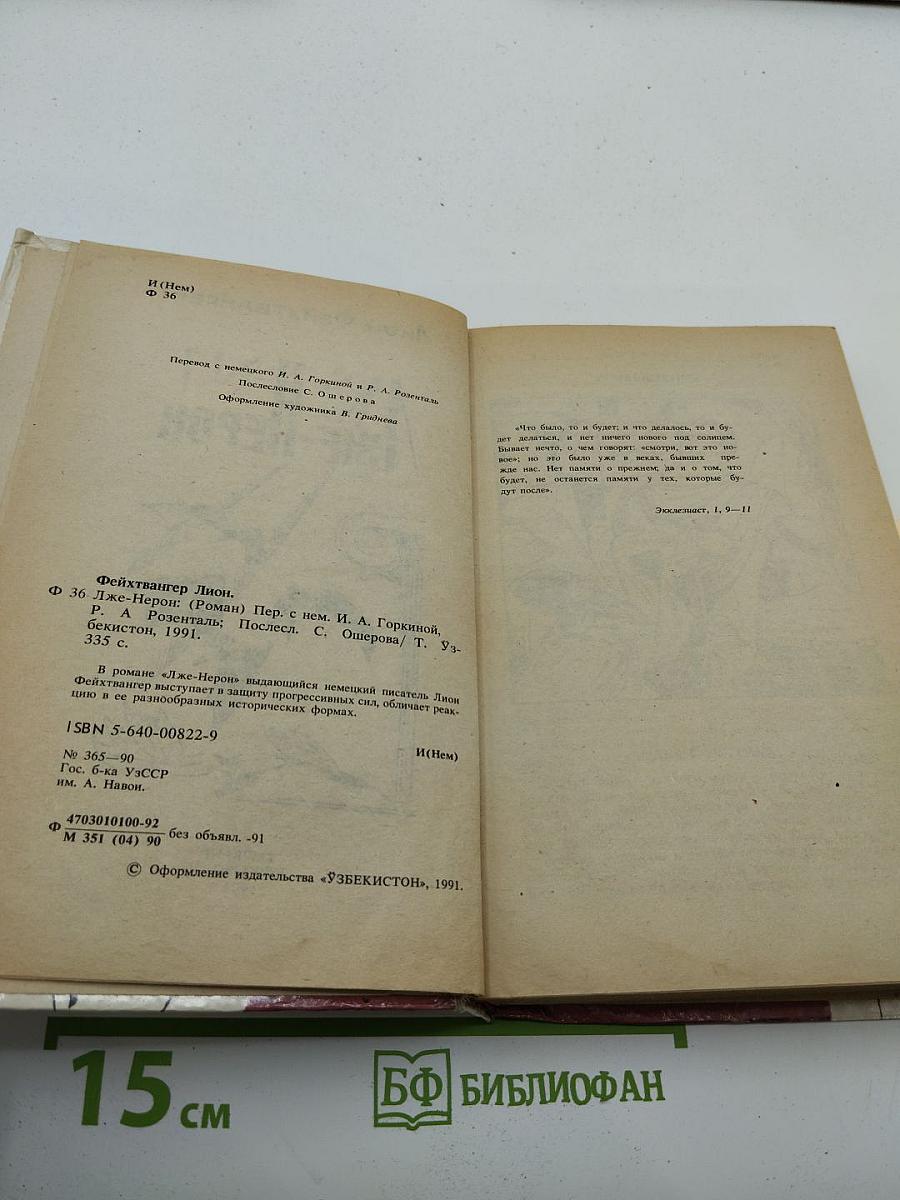 И(Нем)
Ф 36
Перевод с немецкого И. А. Горкиной и Р. А. Розенталь
Послесловие С. Ошерова
Оформление художника В. Гриднева
Фейхтвангер Лион.
Ф 36 Лже-Нерон: (Роман) Пер. с нем. И. А. Горкиной,
Р. А Розенталь; Послесл. С. Ошерова/ Т. Уз-
бекистон, 1991.
335 с.
В романе «Лже-Нерон» выдающийся немецкий писатель Лион
Фейхтвангер выступает в защиту прогрессивных сил, обличает реак-
цию в ее разнообразных исторических формах.
ISBN 5-640-00822-9
И(Нем)
№ 365—90
Гос. б-ка УзССР
им. А. Навои.
Ф 4703010100-92
М 351 (04) 90 без объявл. -91
© Оформление издательства «ЎЗБЕКИСТОН», 1991.
«Что было, то и будет; и что делалось, то и бу-
дет делаться, и нет ничего нового под солнцем.
Бывает нечто, о чем говорят: «смотри, вот это но-
вое»; но это было уже в веках, бывших пре-
жде нас. Нет памяти о прежнем; да и о том, что
будет, не останется памяти у тех, которые бу-
дут после».
Экклезиаст, 1, 9—11
15 см
БФ БИБЛИОФАН